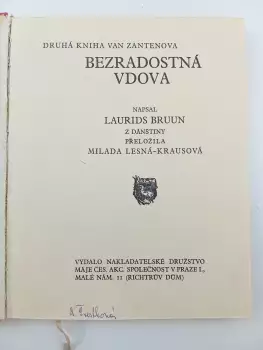 DRUHÁ KNIHA VAN ZANTENOVA
BEZRADOSTNÁ
VDOVA
NAPSAL
LAURIDS BRUUN
Z DÁNŠTINY
PŘELOŽILA
MILADA LESNÁ-KRAUSOVÁ
VYDALO NAKLADATELSKÉ DRUŽSTVO
MÁJE ČES. AKC. SPOLEČNOST V PRAZE I.,
MALÉ NÁM. 11 (RICHTRŮV DŮM)